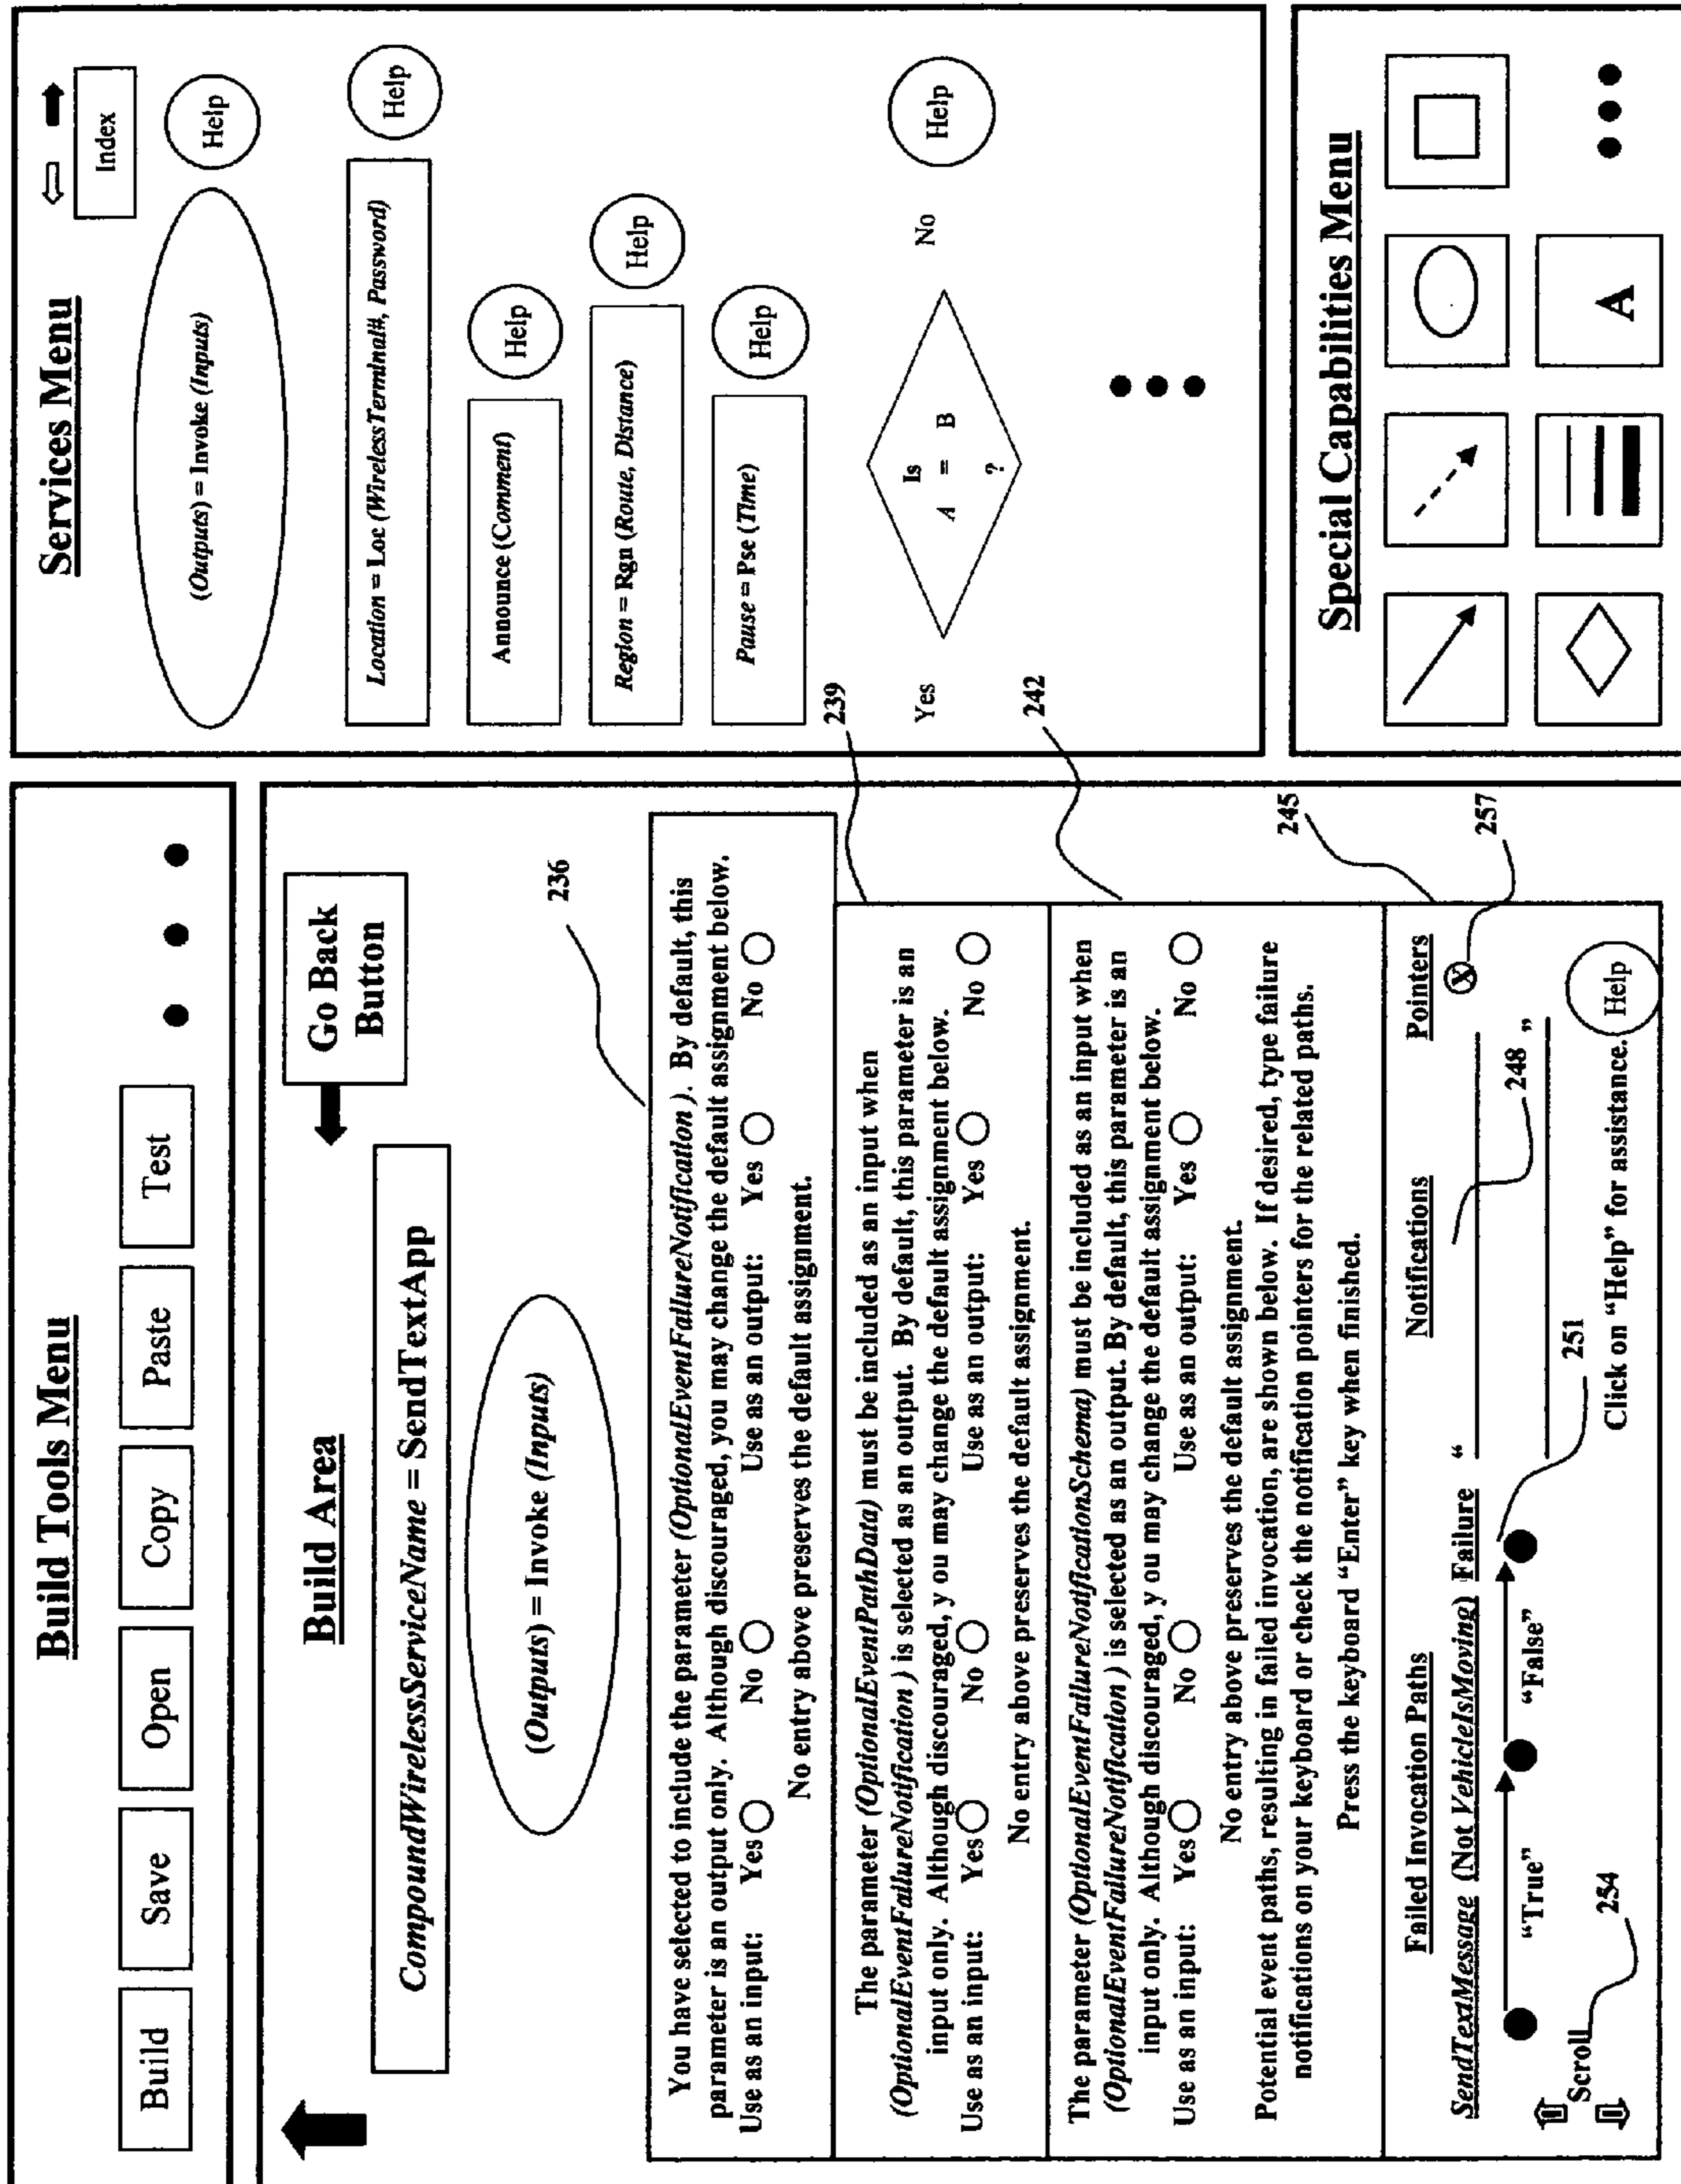 Build Tools Menu
Build
Save
Open
Copy
Paste
Test
Build Area
Go Back
Button
CompoundWirelessServiceName = SendTextApp
(Outputs) = Invoke (Inputs)
236
You have selected to include the parameter (OptionalEventFailureNotification ). By default, this
parameter is an output only. Although discouraged, you may change the default assignment below.
Use as an input: Yes No Use as an output: Yes No
No entry above preserves the default assignment.
239
The parameter (OptionalEventPathData) must be included as an input when
(OptionalEventFailureNotification ) is selected as an output. By default, this parameter is an
input only. Although discouraged, y ou may change the default assignment below.
Use as an input: Yes No Use as an output: Yes No
No entry above preserves the default assignment.
242
The parameter (OptionalEventFailureNotificationSchema) must be included as an input when
(OptionalEventFailureNotification ) is selected as an output. By default, this parameter is an
input only. Although discouraged, y ou may change the default assignment below.
Use as an input: Yes No Use as an output: Yes No
No entry above preserves the default assignment.
Potential event paths, resulting in failed invocation, are shown below. If desired, type failure
notifications on your keyboard or check the notification pointers for the related paths.
Press the keyboard “Enter” key when finished.
245
257
Failed Invocation Paths
Notifications
Pointers
SendTextMessage (Not VehicleIsMoving) Failure “
X
248
”
“True”
“False”
251
Scroll
254
Click on “Help” for assistance.
Help
Services Menu
Index
(Outputs) = Invoke (Inputs)
Help
Location = Loc (WirelessTerminal#, Password)
Help
Announce (Comment)
Help
Region = Rgn (Route, Distance)
Help
Pause = Pse (Time)
Help
Yes
Is
A = B
?
No
Help
Special Capabilities Menu
A